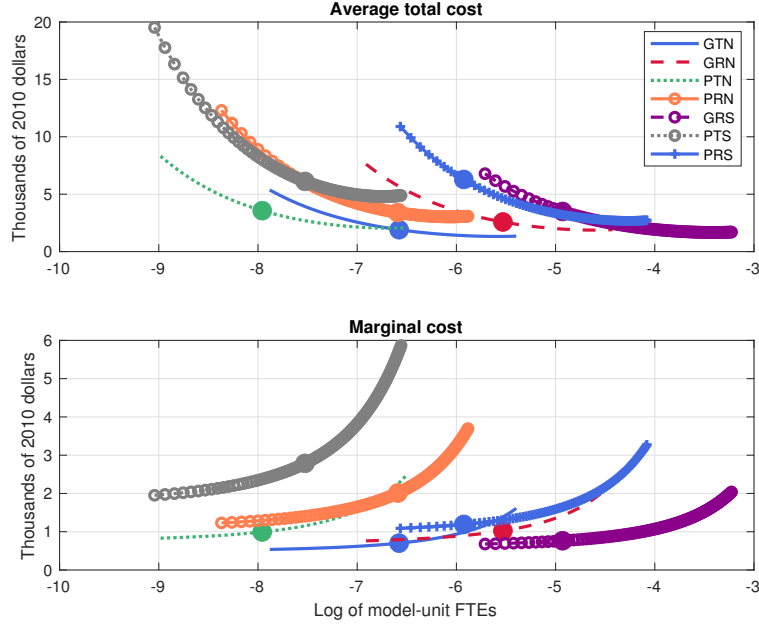 Average total cost
Thousands of 2010 dollars
20
15
10
5
0
-10 -9 -8 -7 -6 -5 -4 -3
GTN
GRN
PTN
PRN
GRS
PTS
PRS
Marginal cost
Thousands of 2010 dollars
6
5
4
3
2
1
0
-10 -9 -8 -7 -6 -5 -4 -3
Log of model-unit FTEs